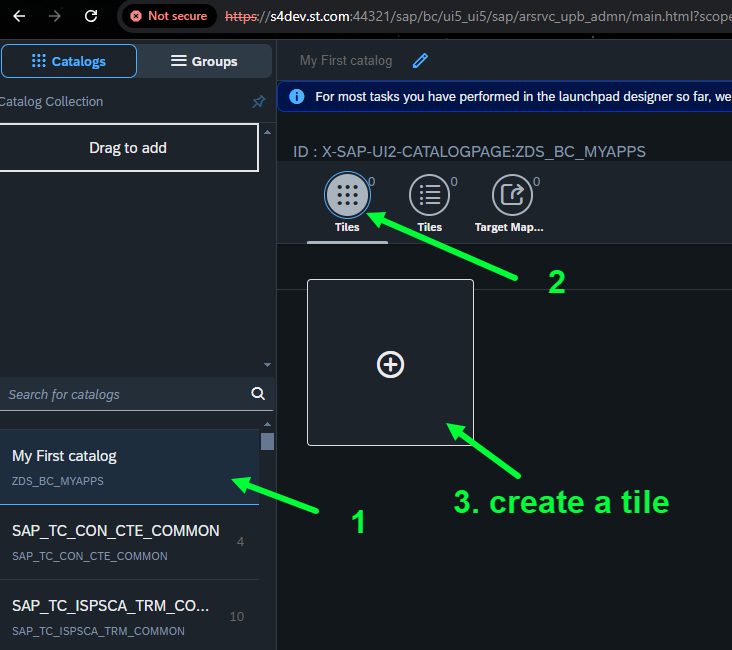 Not secure https://s4dev.st.com:44321/sap/bc/ui5_ui5/sap/arsrvc_upb_admn/main.html?scope
Catalogs Groups
Catalog Collection
Drag to add
Search for catalogs
My First catalog
ZDS_BC_MYAPPS
SAP_TC_CON_CTE_COMMON
4
SAP_TC_CON_CTE_COMMON
SAP_TC_ISPSCA_TRM_CO...
10
SAP_TC_ISPSCA_TRM_COMMON
1
My First catalog
For most tasks you have performed in the launchpad designer so far, we
ID : X-SAP-UI2-CATALOGPAGE:ZDS_BC_MYAPPS
0 0 0
Tiles Tiles Target Map...
2
3. create a tile